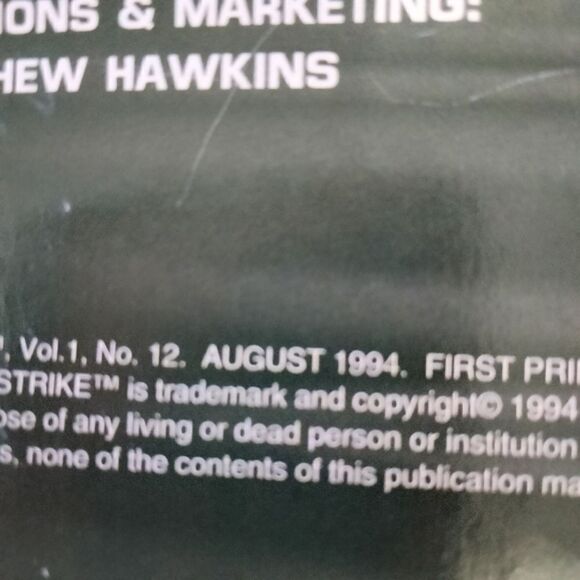 IONS & MARKETING:
HEW HAWKINS
, Vol.1, No. 12. AUGUST 1994. FIRST PRI
STRIKE™ is trademark and copyright© 1994
ose of any living or dead person or institution
s, none of the contents of this publication ma